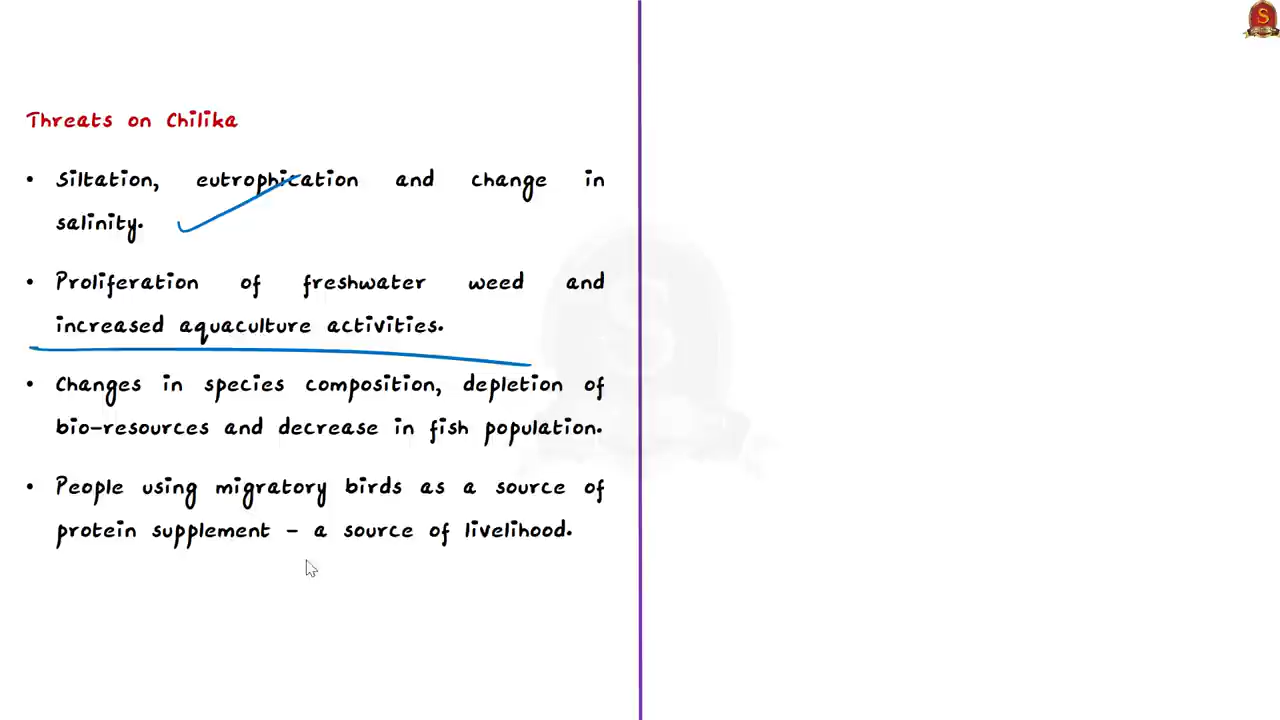 Threats on Chilika
• Siltation, eutrophication and change in
salinity.
• Proliferation of freshwater weed and
increased aquaculture activities.
• Changes in species composition, depletion of
bio-resources and decrease in fish population.
• People using migratory birds as a source of
protein supplement – a source of livelihood.
S